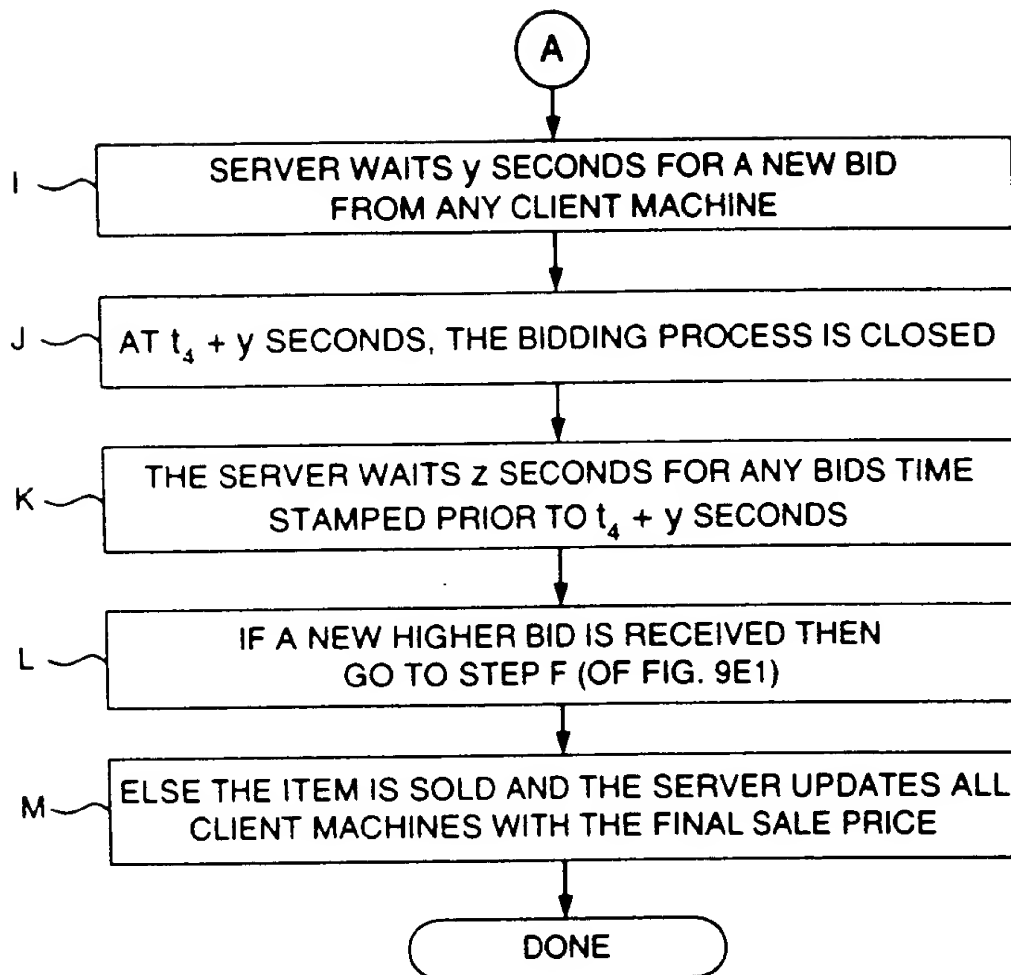 A
I
SERVER WAITS y SECONDS FOR A NEW BID
FROM ANY CLIENT MACHINE
J
AT t₄ + y SECONDS, THE BIDDING PROCESS IS CLOSED
K
THE SERVER WAITS z SECONDS FOR ANY BIDS TIME
STAMPED PRIOR TO t₄ + y SECONDS
L
IF A NEW HIGHER BID IS RECEIVED THEN
GO TO STEP F (OF FIG. 9E1)
M
ELSE THE ITEM IS SOLD AND THE SERVER UPDATES ALL
CLIENT MACHINES WITH THE FINAL SALE PRICE
DONE